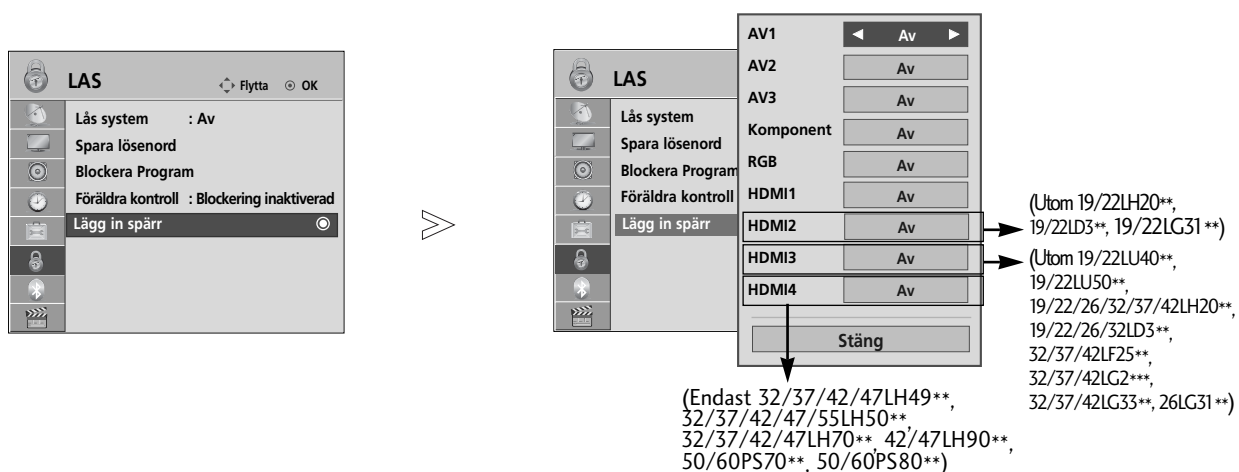 LAS
Flytta OK
Lås system : Av
Spara lösenord
Blockera Program
Föräldra kontroll : Blockering inaktiverad
Lägg in spärr
LAS
Lås system
Spara lösenord
Blockera Program
Föräldra kontroll
Lägg in spärr
AV1 Av
AV2 Av
AV3 Av
Komponent Av
RGB Av
HDMI1 Av
HDMI2 Av
HDMI3 Av
HDMI4 Av
Stäng
(Utom 19/22LH20**,
19/22LD3**, 19/22LG31**)
(Utom 19/22LU40**,
19/22LU50**,
19/22/26/32/37/42LH20**,
19/22/26/32LD3**,
32/37/42LF25**,
32/37/42LG2***,
32/37/42LG33**, 26LG31**)
(Endast 32/37/42/47LH49**,
32/37/42/47/55LH50**,
32/37/42/47LH70**, 42/47LH90**,
50/60PS70**, 50/60PS80**)